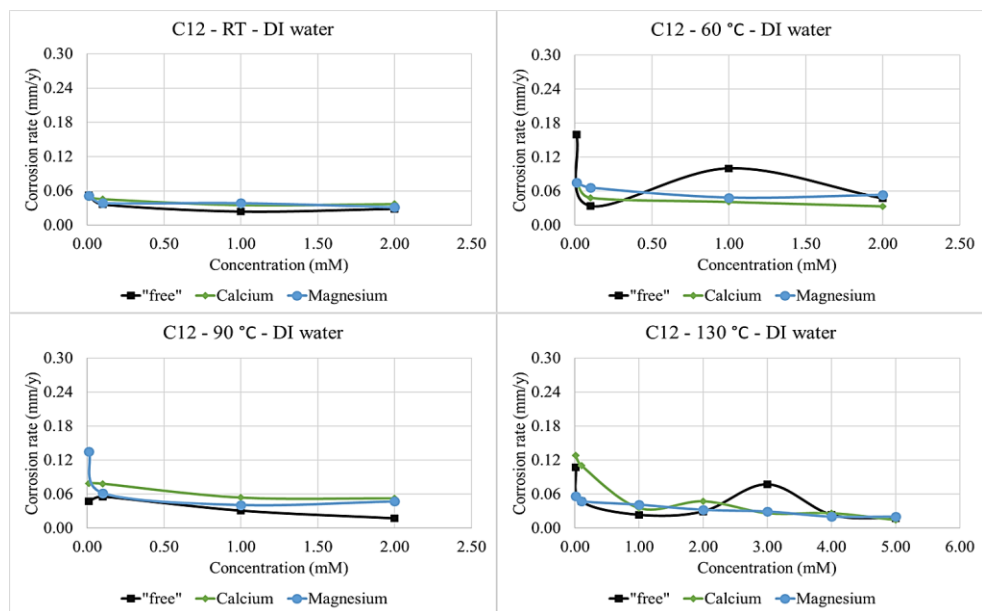 C12 - RT - DI water
0.30
0.24
0.18
0.12
0.06
0.00
Corrosion rate (mm/y)
0.00 0.50 1.00 1.50 2.00 2.50
Concentration (mM)
"free" Calcium Magnesium
C12 - 60 °C - DI water
0.30
0.24
0.18
0.12
0.06
0.00
Corrosion rate (mm/y)
0.00 0.50 1.00 1.50 2.00 2.50
Concentration (mM)
"free" Calcium Magnesium
C12 - 90 °C - DI water
0.30
0.24
0.18
0.12
0.06
0.00
Corrosion rate (mm/y)
0.00 0.50 1.00 1.50 2.00 2.50
Concentration (mM)
"free" Calcium Magnesium
C12 - 130 °C - DI water
0.30
0.24
0.18
0.12
0.06
0.00
Corrosion rate (mm/y)
0.00 1.00 2.00 3.00 4.00 5.00 6.00
Concentration (mM)
"free" Calcium Magnesium